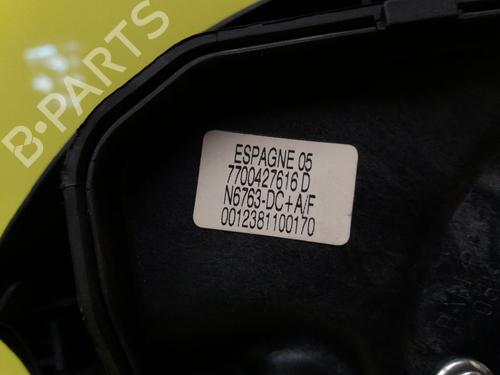 B-PARTS
ESPAGNE 05
7700427616 D
N6763-DC+A/F
0012381100170